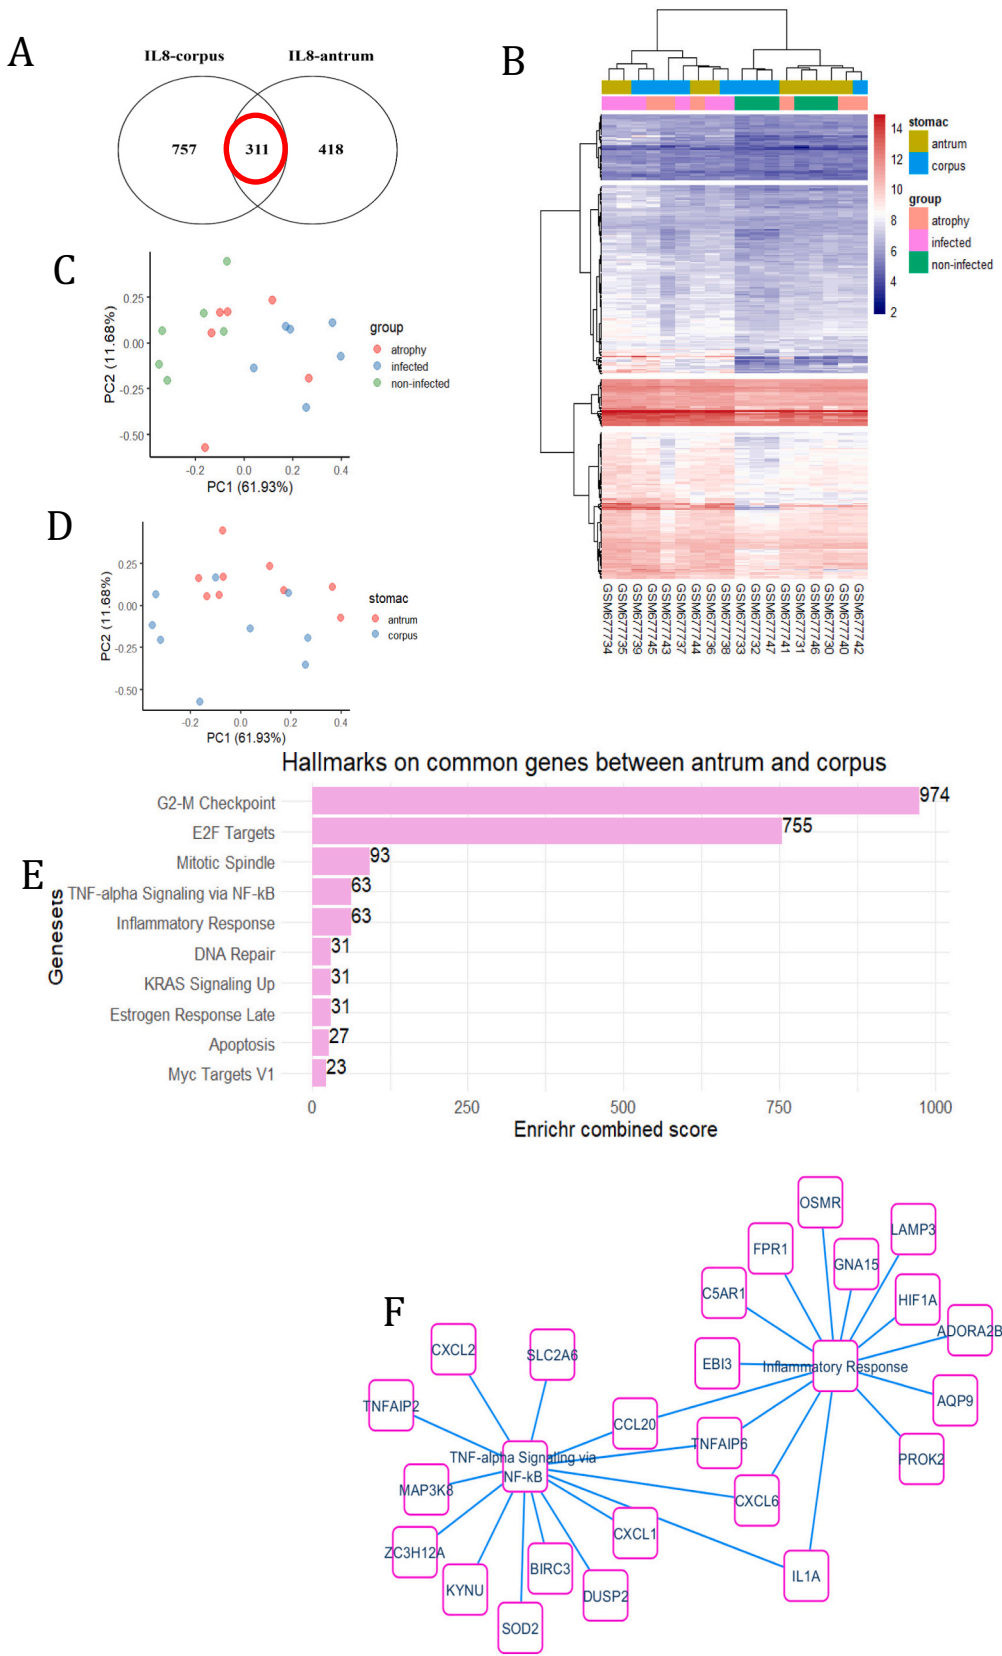 A
IL8-corpus
IL8-antrum
757
311
418
B
stomac
antrum
corpus
group
atrophy
infected
non-infected
14
12
10
8
6
4
2
GSM677734
GSM677735
GSM677739
GSM677745
GSM677743
GSM677737
GSM677744
GSM677736
GSM677738
GSM677733
GSM677732
GSM677747
GSM677741
GSM677731
GSM677746
GSM677730
GSM677740
GSM677742
C
PC2 (11.68%)
0.25
0.00
-0.25
-0.50
-0.2
0.0
0.2
0.4
PC1 (61.93%)
group
atrophy
infected
non-infected
D
PC2 (11.68%)
0.25
0.00
-0.25
-0.50
-0.2
0.0
0.2
0.4
PC1 (61.93%)
stomac
antrum
corpus
E
Hallmarks on common genes between antrum and corpus
Genesets
G2-M Checkpoint
974
E2F Targets
755
Mitotic Spindle
93
TNF-alpha Signaling via NF-kB
63
Inflammatory Response
63
DNA Repair
31
KRAS Signaling Up
31
Estrogen Response Late
31
Apoptosis
27
Myc Targets V1
23
0
250
500
750
1000
Enrichr combined score
F
OSMR
LAMP3
FPR1
GNA15
C5AR1
HIF1A
ADORA2B
EBI3
Inflammatory Response
AQP9
PROK2
CXCL2
SLC2A6
TNFAIP2
CCL20
TNFAIP6
TNF-alpha Signaling via
NF-kB
MAP3K8
CXCL6
CXCL1
ZC3H12A
KYNU
BIRC3
DUSP2
IL1A
SOD2